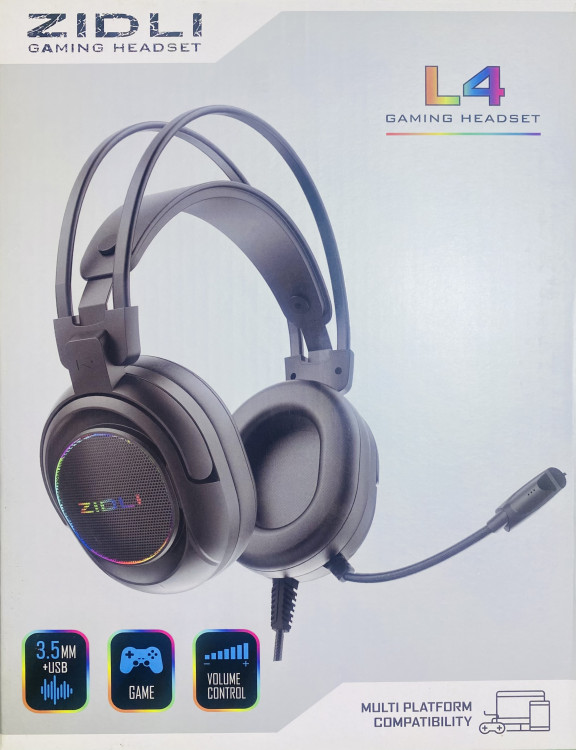 ZIDLI
GAMING HEADSET
L4
GAMING HEADSET
ZIDLI
3.5MM
+USB
GAME
VOLUME
CONTROL
MULTI PLATFORM
COMPATIBILITY